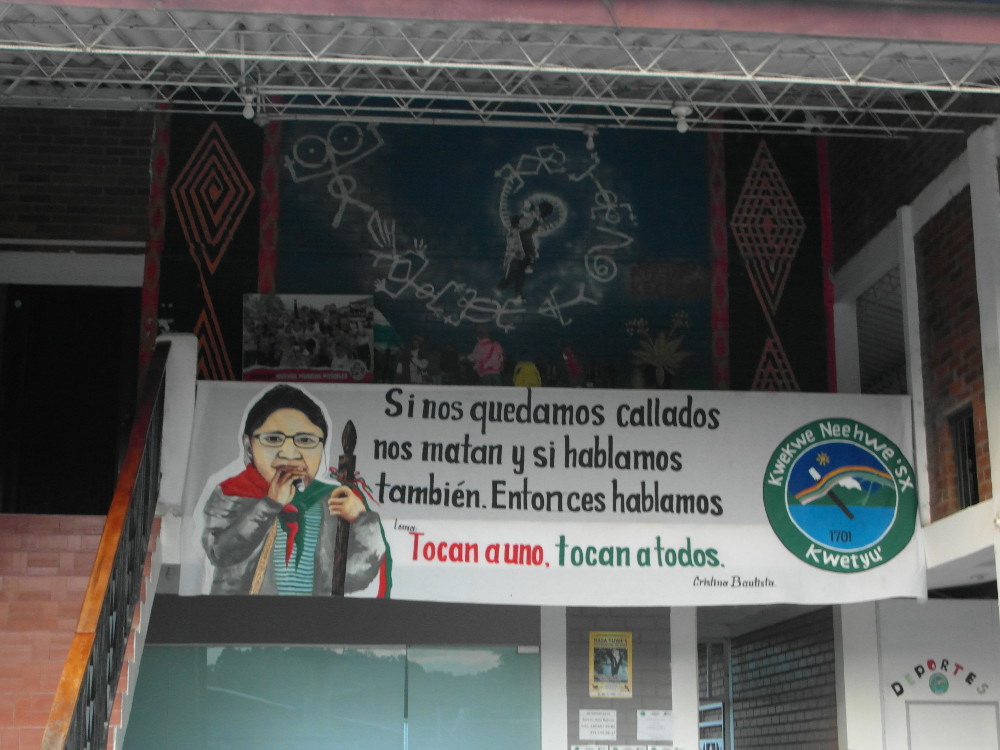 Si nos quedamos callados
nos matan y si hablamos
también. Entonces hablamos
lema:
Tocan a uno, tocan a todos.
Cristina Bautista.
Kwekwe Neehwe'sx
1701
Kwetyu'
DEPORTES